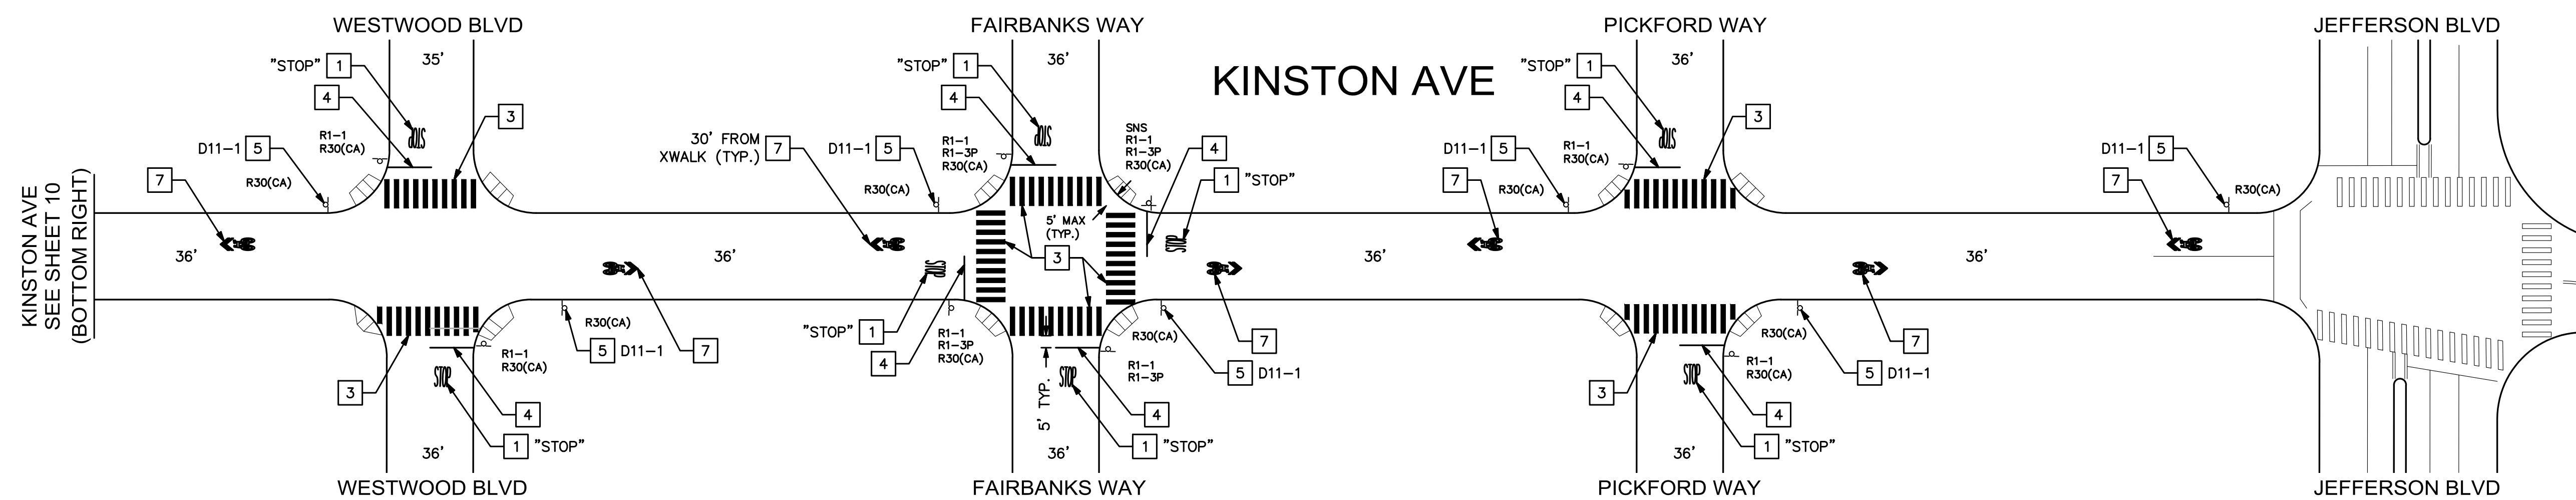 WESTWOOD BLVD
FAIRBANKS WAY
PICKFORD WAY
JEFFERSON BLVD
KINSTON AVE
KINSTON AVE
SEE SHEET 10
(BOTTOM RIGHT)
35'
"STOP" 1
4
3
R1-1
R30(CA)
STOP
D11-1 5
R30(CA)
7
36'
36'
"STOP" 1
4
R1-1
R1-3P
R30(CA)
STOP
30' FROM
XWALK (TYP.)
7
D11-1 5
R30(CA)
SNS
R1-1
R1-3P
R30(CA)
4
1 "STOP"
STOP
5' MAX
(TYP.)
3
36'
36'
36'
"STOP" 1
4
3
R1-1
R30(CA)
STOP
D11-1 5
R30(CA)
7
36'
D11-1 5
R30(CA)
7
3
R1-1
R30(CA)
STOP
4
1 "STOP"
36'
R30(CA)
5 D11-1
7
STOP
"STOP" 1
4
R1-1
R1-3P
R30(CA)
5' TYP.
STOP
R1-1
R1-3P
4
1 "STOP"
36'
R30(CA)
5 D11-1
7
3
R1-1
R30(CA)
STOP
4
1 "STOP"
36'
R30(CA)
5 D11-1
7
WESTWOOD BLVD
FAIRBANKS WAY
PICKFORD WAY
JEFFERSON BLVD